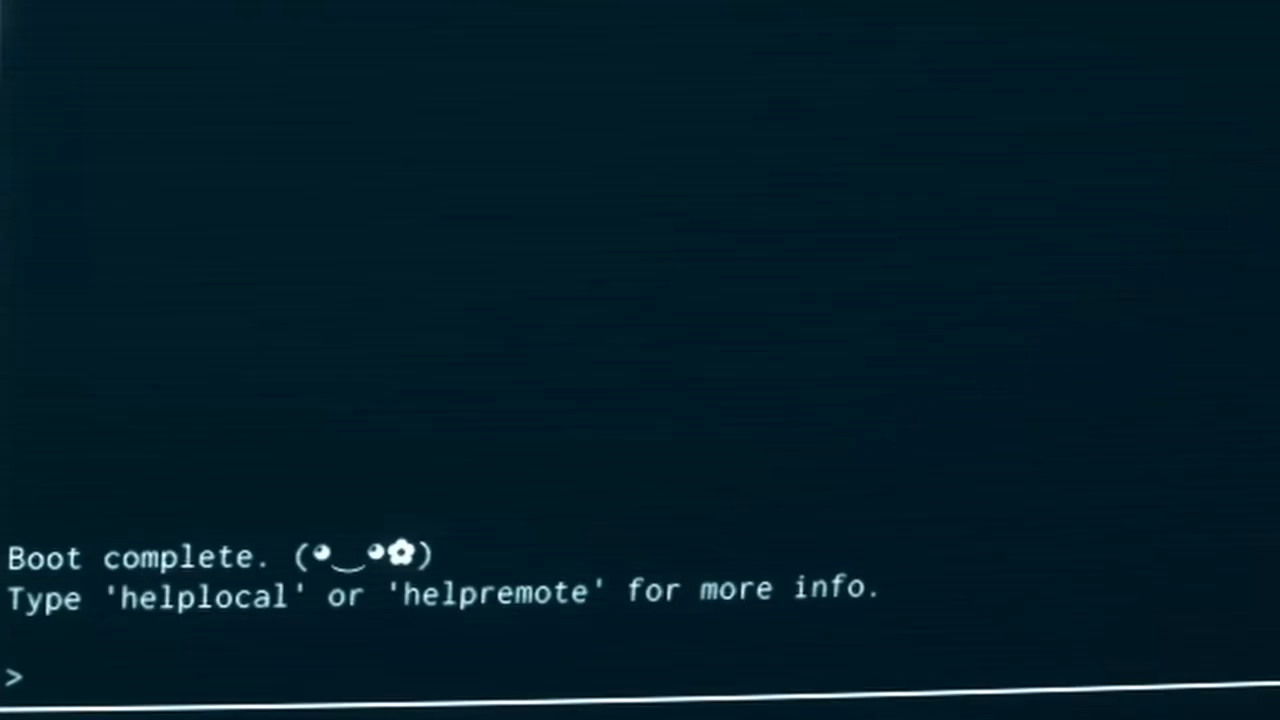 Boot complete. (◕‿◕✿)
Type 'helplocal' or 'helpremote' for more info.
>